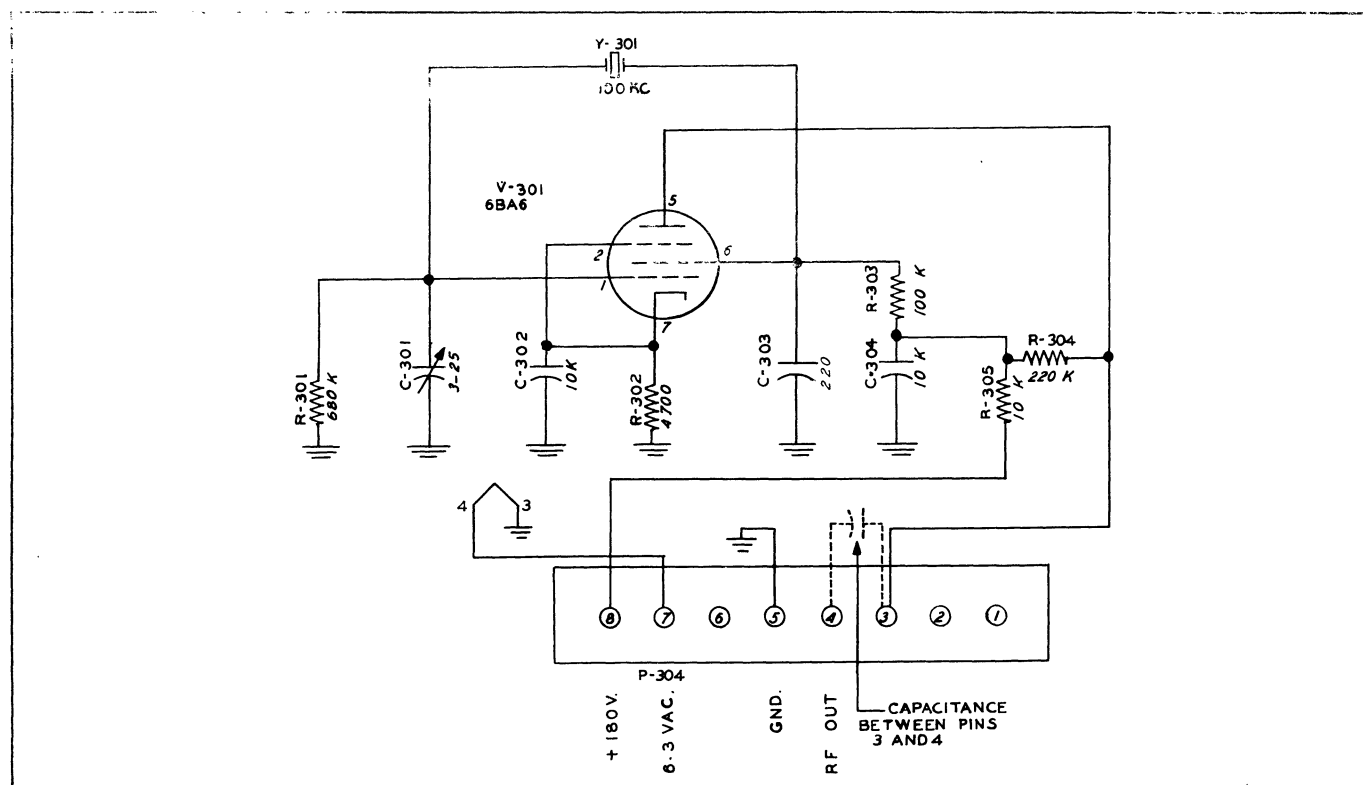 Y-301
100 KC
V-301
6BA6
5
2
6
1
7
R-301
680 K
C-301
3-25
C-302
10K
R-302
4700
C-303
220
R-303
100 K
C-304
10 K
R-304
220 K
R-305
10 K
4
3
8
7
6
5
4
3
2
1
P-304
+180V.
6-3 VAC.
GND.
RF OUT
CAPACITANCE
BETWEEN PINS
3 AND 4